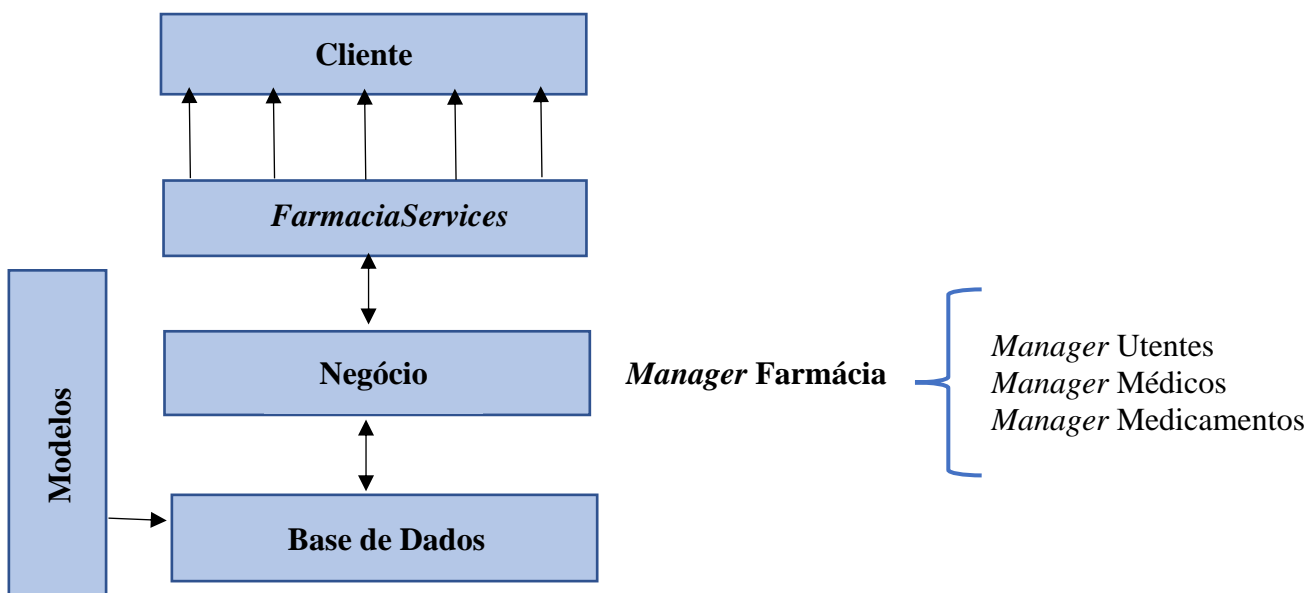 Cliente
FarmaciaServices
Negócio
Manager Farmácia
Manager Utentes
Manager Médicos
Manager Medicamentos
Modelos
Base de Dados